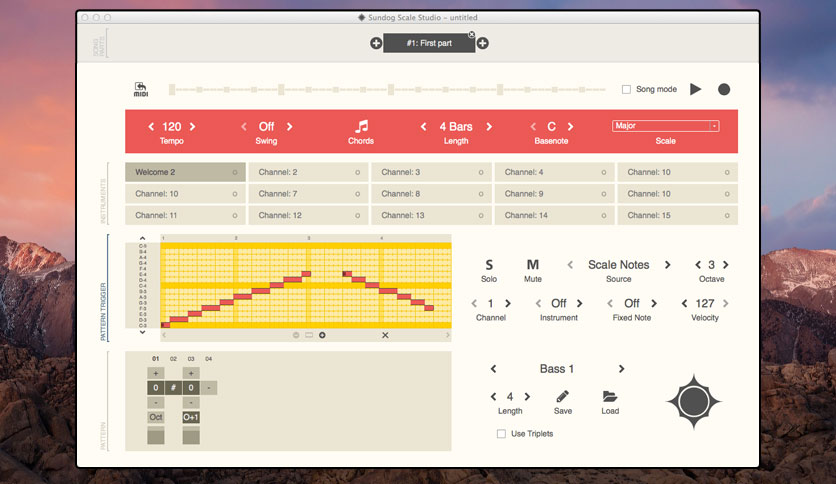 Sundog Scale Studio - untitled
SONG
PARTS
#1: First part
MIDI
Song mode
120
Off
4 Bars
C
Major
Tempo
Swing
Chords
Length
Basenote
Scale
INSTRUMENTS
Welcome 2
Channel: 2
Channel: 3
Channel: 4
Channel: 10
Channel: 10
Channel: 7
Channel: 8
Channel: 9
Channel: 10
Channel: 11
Channel: 12
Channel: 13
Channel: 14
Channel: 15
PATTERN TRIGGER
1
2
3
4
C-5
B-4
A-4
G-4
F-4
E-4
D-4
C-4
B-3
A-3
G-3
F-3
E-3
D-3
C-3
S
M
Scale Notes
3
Solo
Mute
Source
Octave
1
Off
Off
127
Channel
Instrument
Fixed Note
Velocity
PATTERN
01
02
03
04
+
+
0
#
0
-
-
-
Oct
O+1
Bass 1
4
Length
Save
Load
Use Triplets